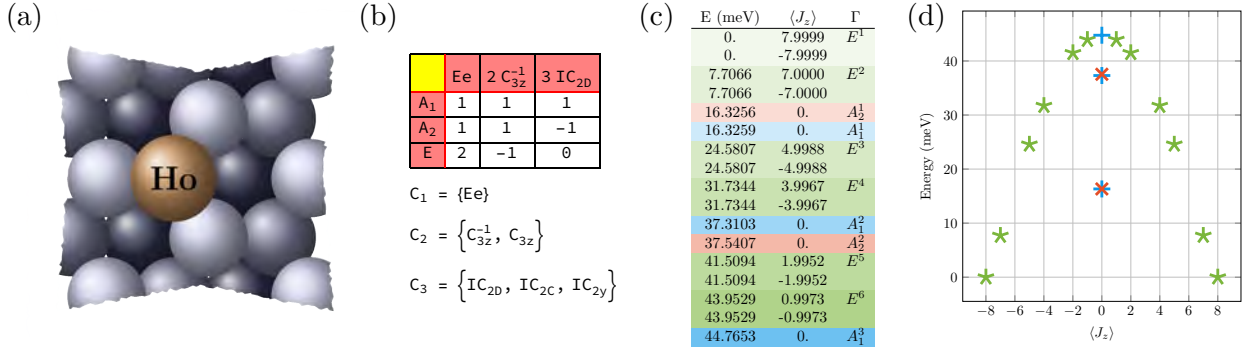 (a)
Ho
(b)
Ee 2 C₃z⁻¹ 3 IC₂D
A₁ 1 1 1
A₂ 1 1 −1
E 2 −1 0
C₁ = {Ee}
C₂ = {C₃z⁻¹, C₃z}
C₃ = {IC₂D, IC₂C, IC₂y}
(c)
E (meV) ⟨Jz⟩ Γ
0. 7.9999 E¹
0. -7.9999
7.7066 7.0000 E²
7.7066 -7.0000
16.3256 0. A₂¹
16.3259 0. A₁¹
24.5807 4.9988 E³
24.5807 -4.9988
31.7344 3.9967 E⁴
31.7344 -3.9967
37.3103 0. A₁²
37.5407 0. A₂²
41.5094 1.9952 E⁵
41.5094 -1.9952
43.9529 0.9973 E⁶
43.9529 -0.9973
44.7653 0. A₁³
(d)
Energy (meV)
40
30
20
10
0
−8 −6 −4 −2 0 2 4 6 8
⟨Jz⟩